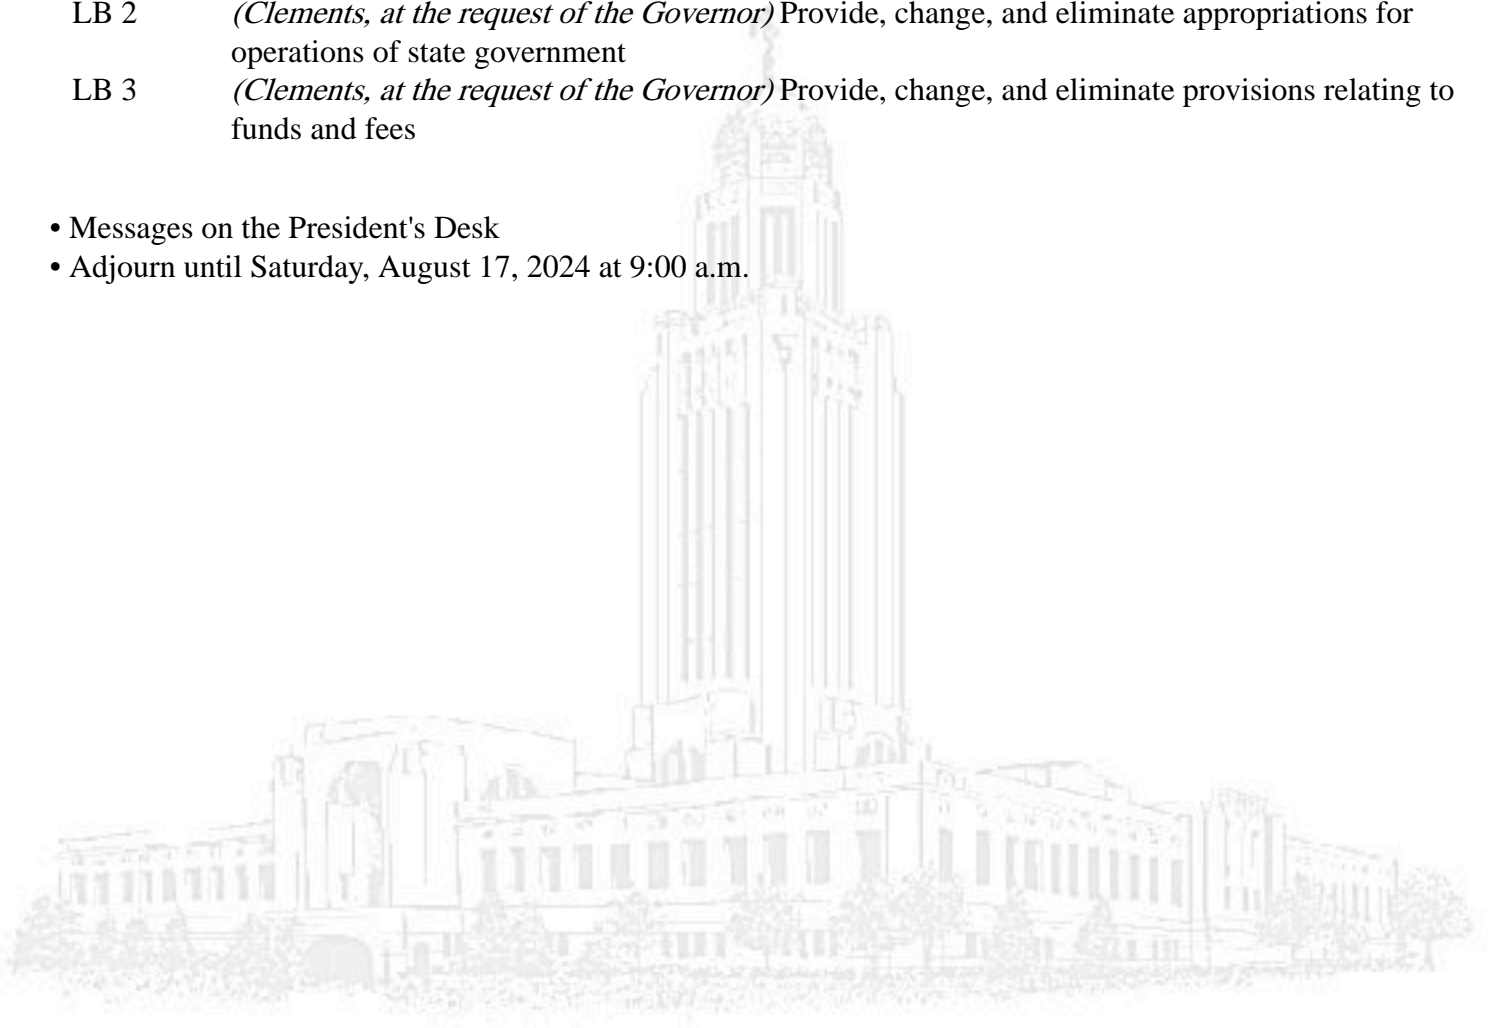 LB 2 (Clements, at the request of the Governor) Provide, change, and eliminate appropriations for
operations of state government
LB 3 (Clements, at the request of the Governor) Provide, change, and eliminate provisions relating to
funds and fees
• Messages on the President's Desk
• Adjourn until Saturday, August 17, 2024 at 9:00 a.m.